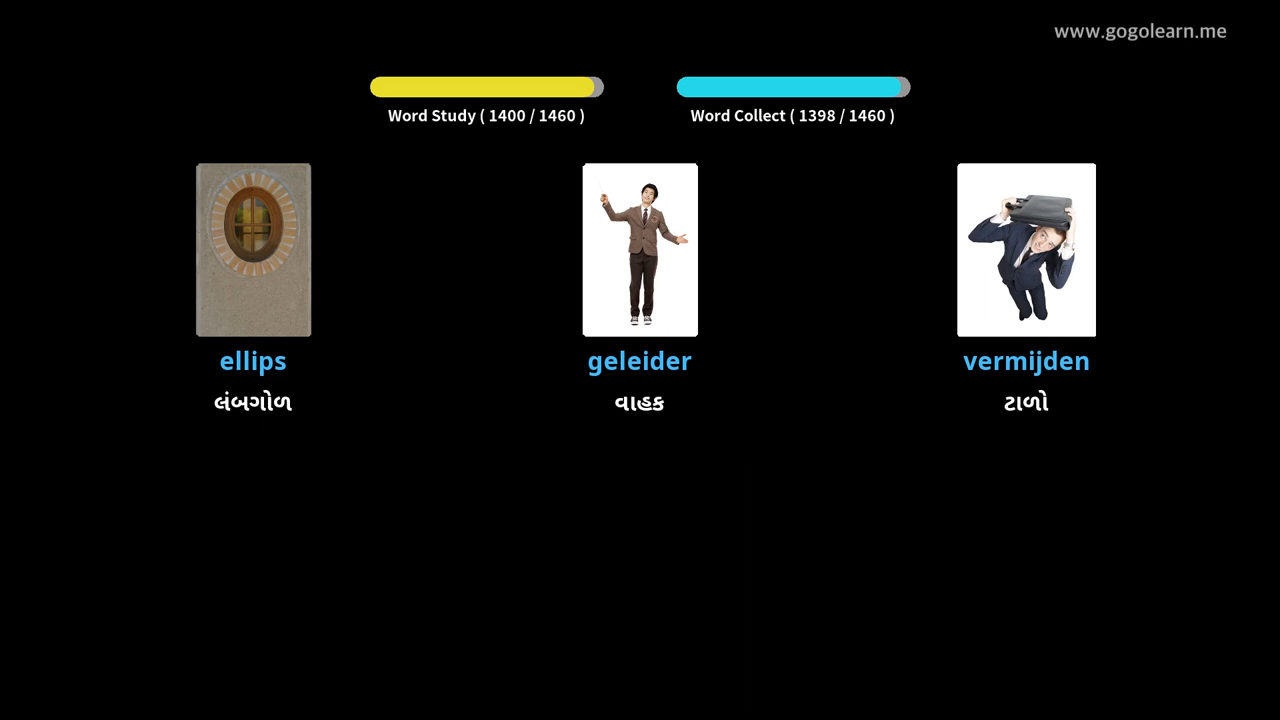 www.gogolearn.me
Word Study ( 1400 / 1460 )
Word Collect ( 1398 / 1460 )
ellips
geleider
vermijden
લંબગોળ
વાહક
ટાળો